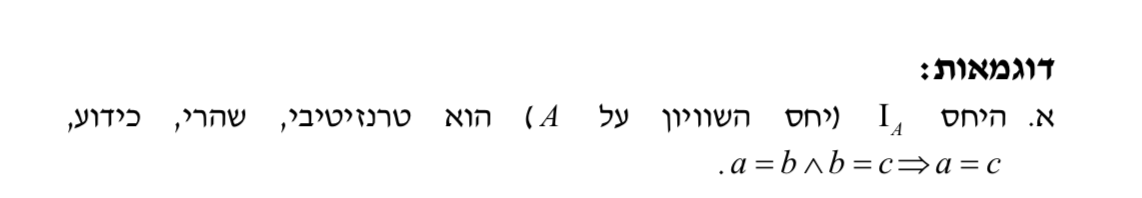 דוגמאות:
א. היחס I_A (יחס השוויון על A) הוא טרנזיטיבי, שהרי, כידוע,
a = b ∧ b = c ⇒ a = c.